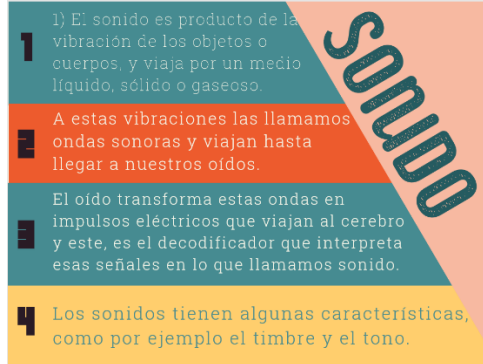 SONIDO
1
1) El sonido es producto de la
vibración de los objetos o
cuerpos, y viaja por un medio
líquido, sólido o gaseoso.
2
A estas vibraciones las llamamos
ondas sonoras y viajan hasta
llegar a nuestros oídos.
3
El oído transforma estas ondas en
impulsos eléctricos que viajan al cerebro
y este, es el decodificador que interpreta
esas señales en lo que llamamos sonido.
4
Los sonidos tienen algunas características,
como por ejemplo el timbre y el tono.